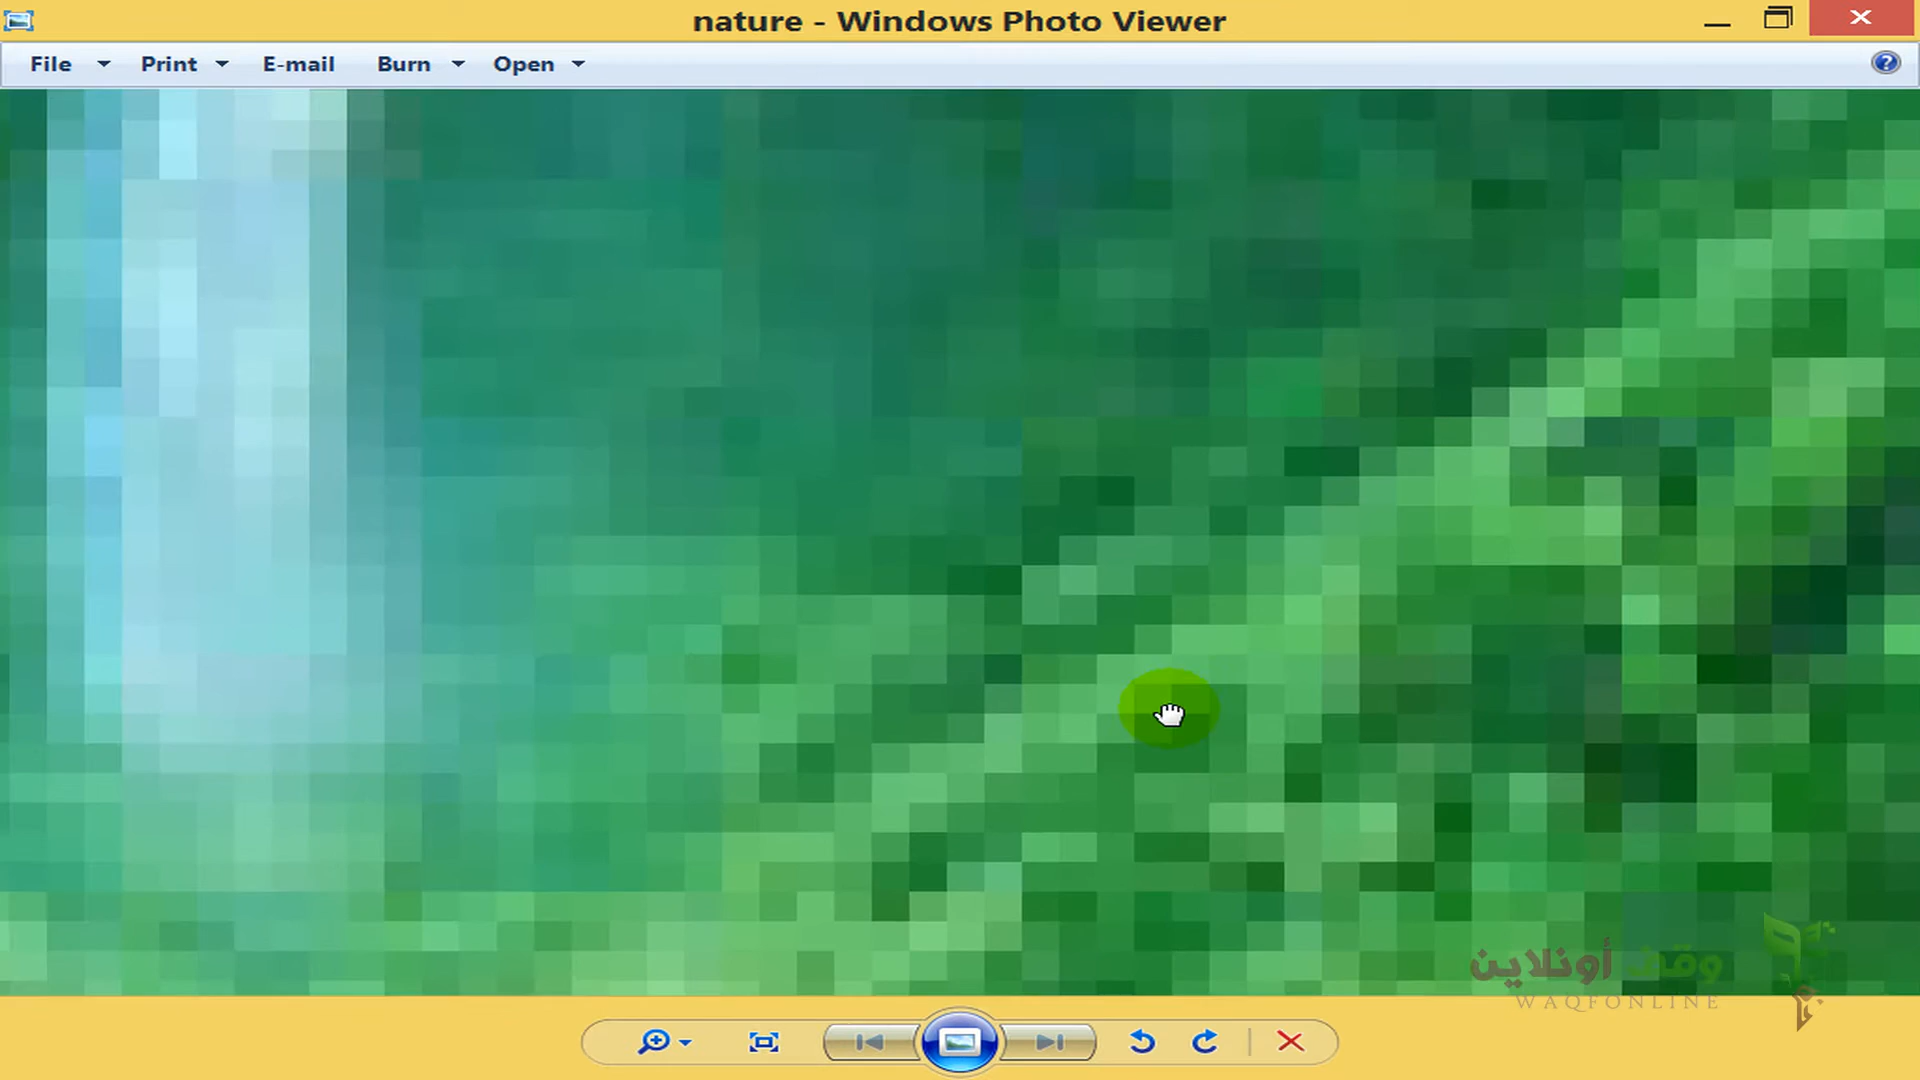 nature - Windows Photo Viewer
File Print E-mail Burn Open
وقف أونلاين
WAQFONLINE